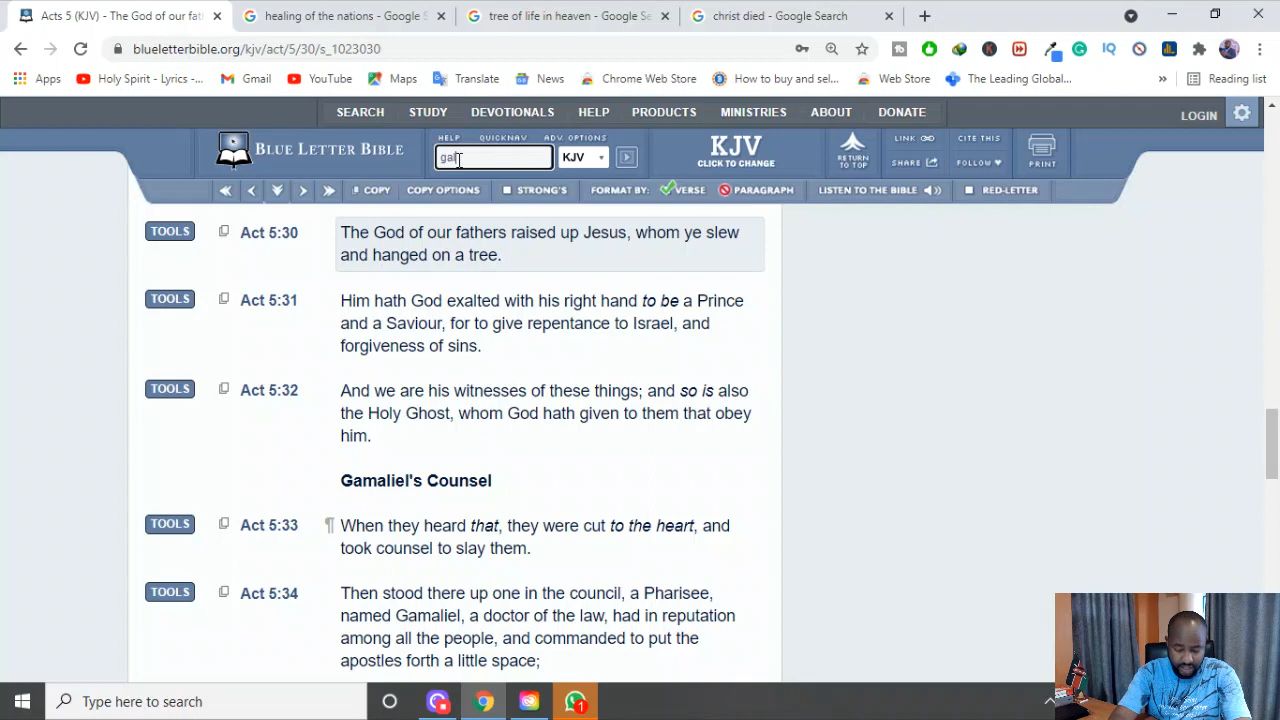 Acts 5 (KJV) - The God of our fat
healing of the nations - Google S
tree of life in heaven - Google Se
christ died - Google Search
blueletterbible.org/kjv/act/5/30/s_1023030
Apps
Holy Spirit - Lyrics -...
Gmail
YouTube
Maps
Translate
News
Chrome Web Store
How to buy and sel...
Web Store
The Leading Global...
Reading list
SEARCH STUDY DEVOTIONALS HELP PRODUCTS MINISTRIES ABOUT DONATE
LOGIN
BLUE LETTER BIBLE
HELP QUICKNAV ADV. OPTIONS
gal
KJV
KJV
CLICK TO CHANGE
RETURN
TO TOP
LINK
CITE THIS
SHARE
FOLLOW
PRINT
COPY COPY OPTIONS STRONG'S FORMAT BY: VERSE PARAGRAPH LISTEN TO THE BIBLE RED-LETTER
TOOLS Act 5:30 The God of our fathers raised up Jesus, whom ye slew
and hanged on a tree.
TOOLS Act 5:31 Him hath God exalted with his right hand to be a Prince
and a Saviour, for to give repentance to Israel, and
forgiveness of sins.
TOOLS Act 5:32 And we are his witnesses of these things; and so is also
the Holy Ghost, whom God hath given to them that obey
him.
Gamaliel's Counsel
TOOLS Act 5:33 ¶ When they heard that, they were cut to the heart, and
took counsel to slay them.
TOOLS Act 5:34 Then stood there up one in the council, a Pharisee,
named Gamaliel, a doctor of the law, had in reputation
among all the people, and commanded to put the
apostles forth a little space;
Type here to search
1